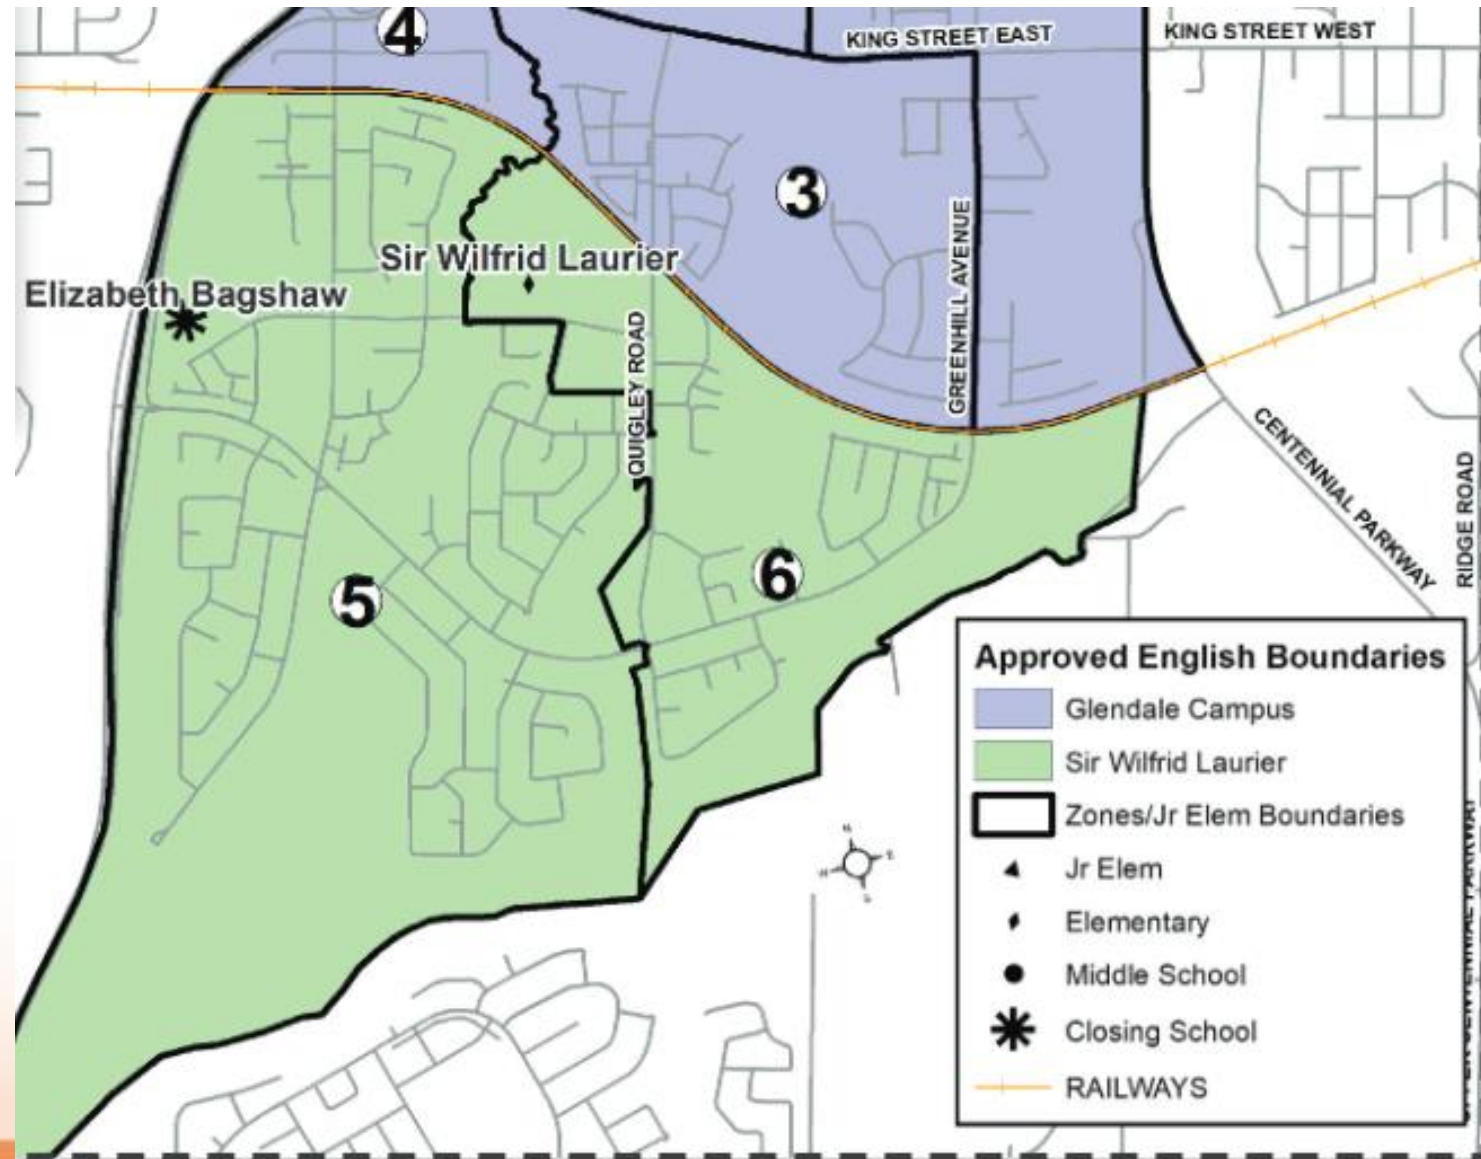 4
KING STREET EAST
KING STREET WEST
3
GREENHILL AVENUE
Sir Wilfrid Laurier
Elizabeth Bagshaw
QUIGLEY ROAD
CENTENNIAL PARKWAY
RIDGE ROAD
6
5
Approved English Boundaries
Glendale Campus
Sir Wilfrid Laurier
Zones/Jr Elem Boundaries
Jr Elem
Elementary
Middle School
Closing School
RAILWAYS
N
E
S